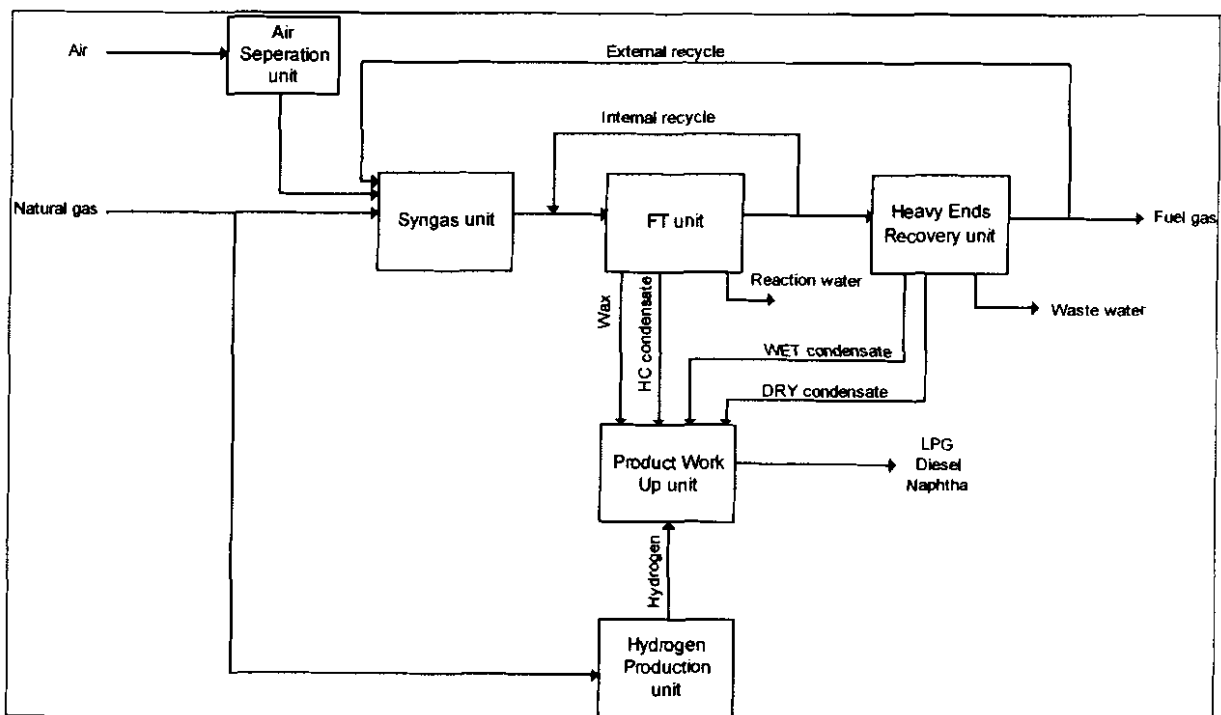 Air
Air
Seperation
unit
External recycle
Internal recycle
Natural gas
Syngas unit
FT unit
Heavy Ends
Recovery unit
Fuel gas
Reaction water
Waste water
Wax
HC condensate
WET condensate
DRY condensate
Product Work
Up unit
LPG
Diesel
Naphtha
Hydrogen
Hydrogen
Production
unit